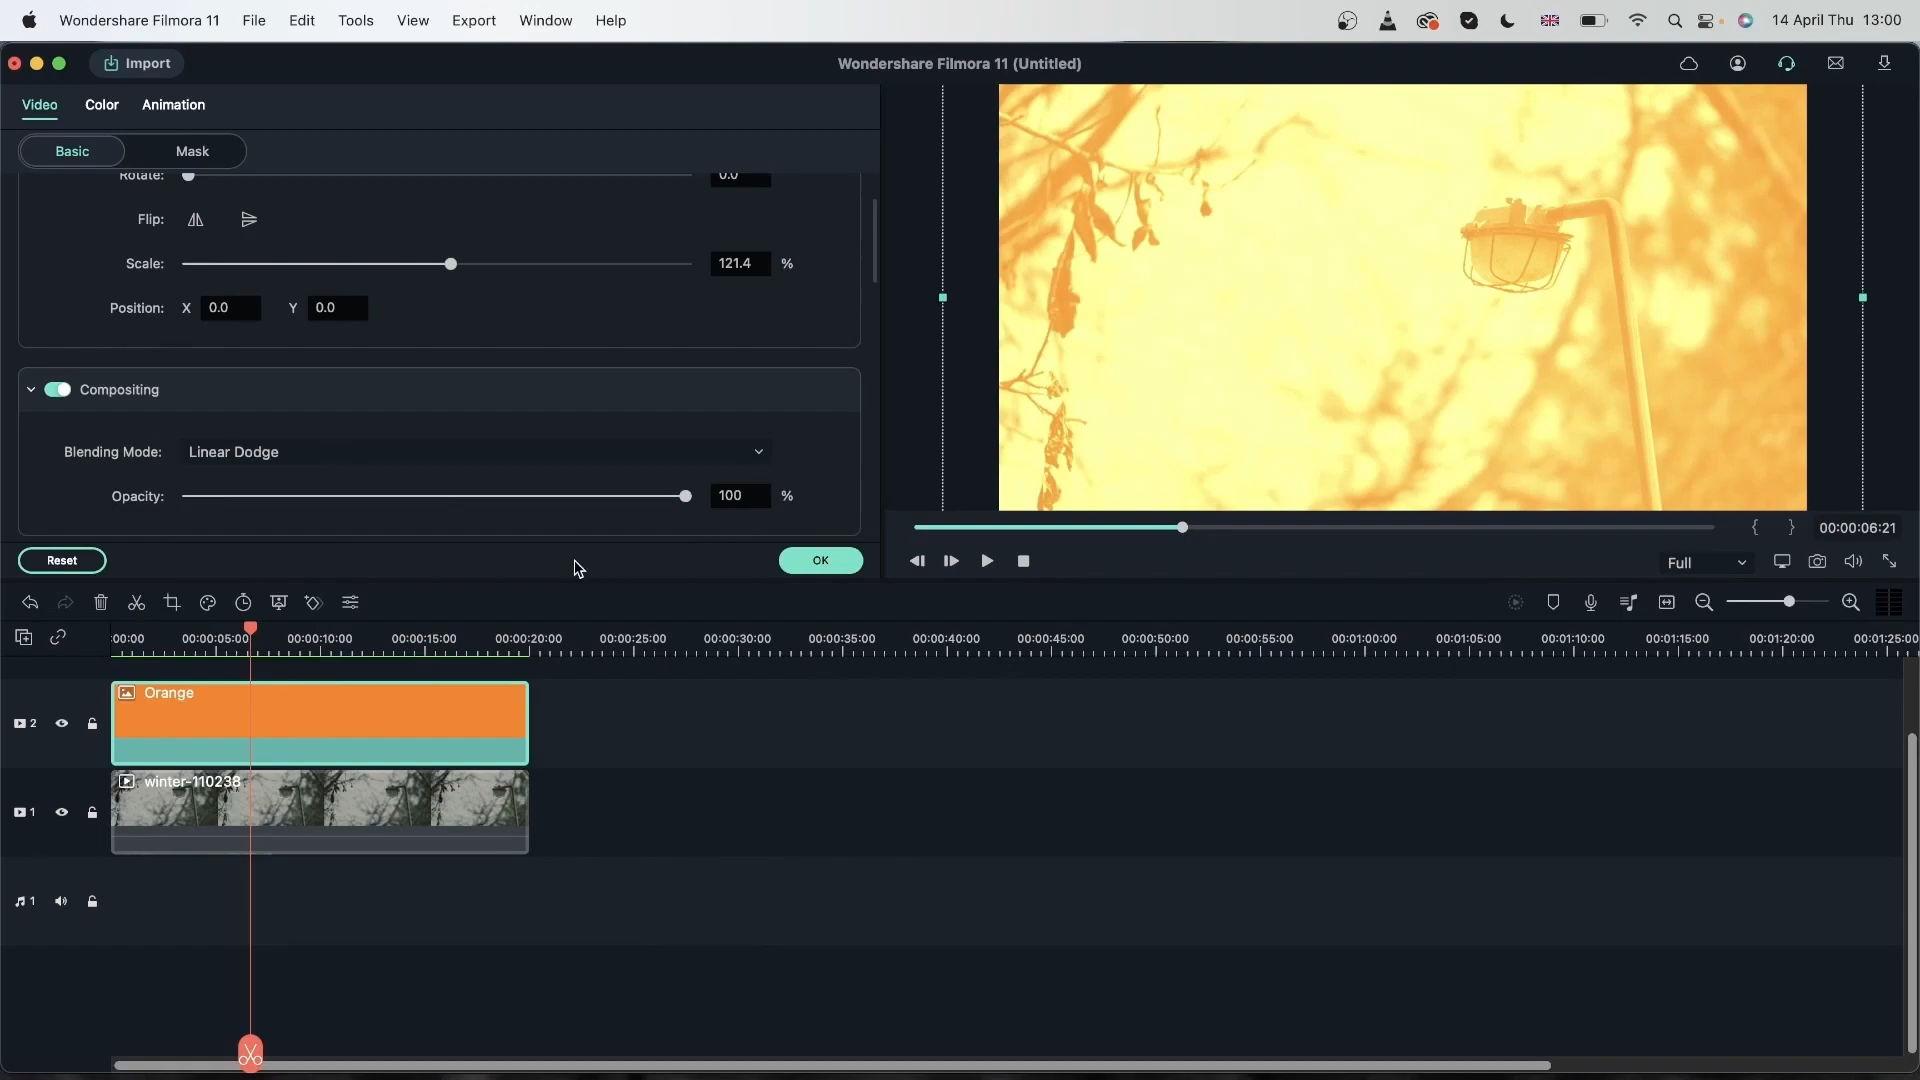 Wondershare Filmora 11 File Edit Tools View Export Window Help 14 April Thu 13:00
Import Wondershare Filmora 11 (Untitled)
Video Color Animation
Basic Mask
Rotate: 0.0
Flip:
Scale: 121.4 %
Position: X 0.0 Y 0.0
Compositing
Blending Mode: Linear Dodge
Opacity: 100 %
Reset OK
{ } 00:00:06:21
Full
:00:00 00:00:05:00 00:00:10:00 00:00:15:00 00:00:20:00 00:00:25:00 00:00:30:00 00:00:35:00 00:00:40:00 00:00:45:00 00:00:50:00 00:00:55:00 00:01:00:00 00:01:05:00 00:01:10:00 00:01:15:00 00:01:20:00 00:01:25:00
Orange
2
winter-110238
1
1